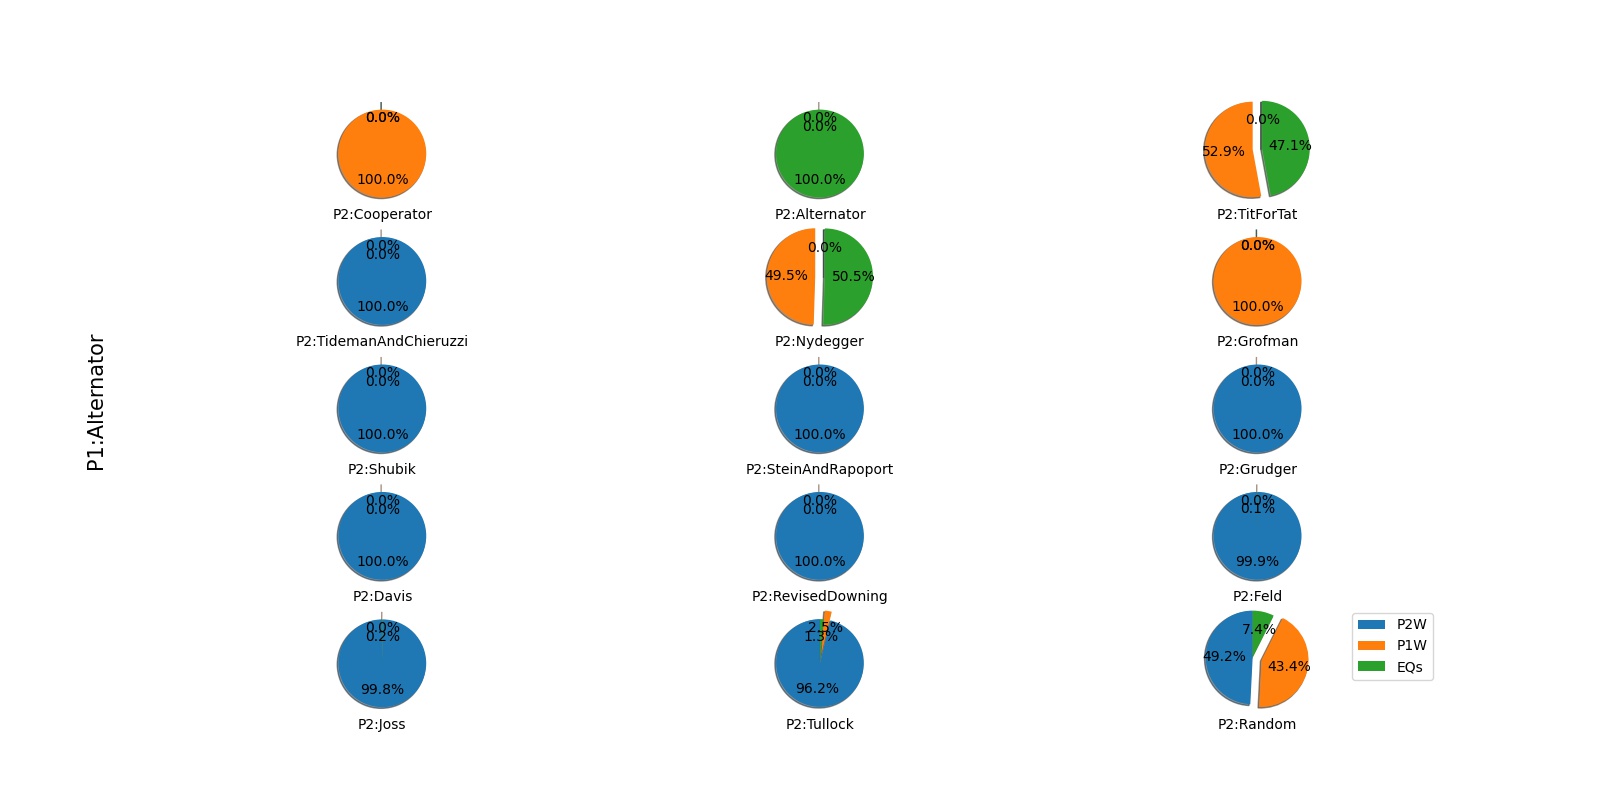 P1:Alternator
0.0%
0.0%
100.0%
P2:Cooperator
0.0%
0.0%
100.0%
P2:Alternator
52.9%
0.0%
47.1%
P2:TitForTat
0.0%
0.0%
100.0%
P2:TidemanAndChieruzzi
49.5%
0.0%
50.5%
P2:Nydegger
0.0%
0.0%
100.0%
P2:Grofman
0.0%
0.0%
100.0%
P2:Shubik
0.0%
0.0%
100.0%
P2:SteinAndRapoport
0.0%
0.0%
100.0%
P2:Grudger
0.0%
0.0%
100.0%
P2:Davis
0.0%
0.0%
100.0%
P2:RevisedDowning
0.0%
0.1%
99.9%
P2:Feld
0.0%
0.2%
99.8%
P2:Joss
2.5%
1.3%
96.2%
P2:Tullock
7.4%
49.2%
43.4%
P2:Random
P2W
P1W
EQs